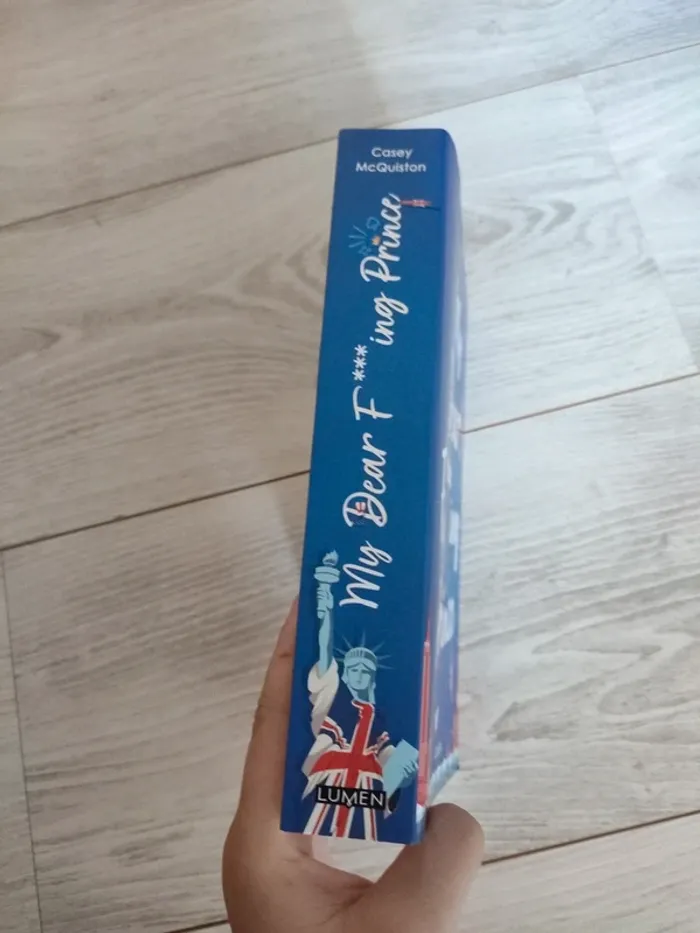 Casey
McQuiston
My Dear F***ing Prince
LUMEN